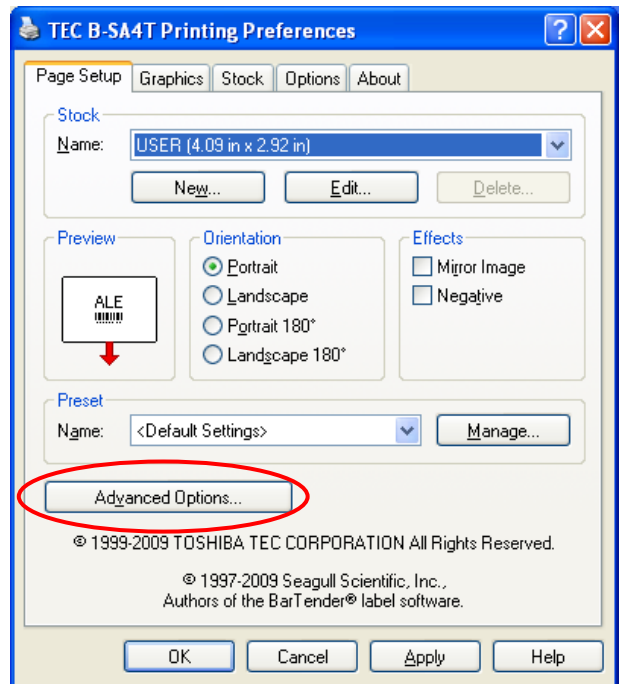 TEC B-SA4T Printing Preferences
Page Setup Graphics Stock Options About
Stock
Name: USER (4.09 in x 2.92 in)
New... Edit... Delete...
Preview Orientation Effects
ALE
Portrait
Landscape
Portrait 180°
Landscape 180°
Mirror Image
Negative
Preset
Name: <Default Settings> Manage...
Advanced Options...
© 1999-2009 TOSHIBA TEC CORPORATION All Rights Reserved.
© 1997-2009 Seagull Scientific, Inc.,
Authors of the BarTender® label software.
OK Cancel Apply Help